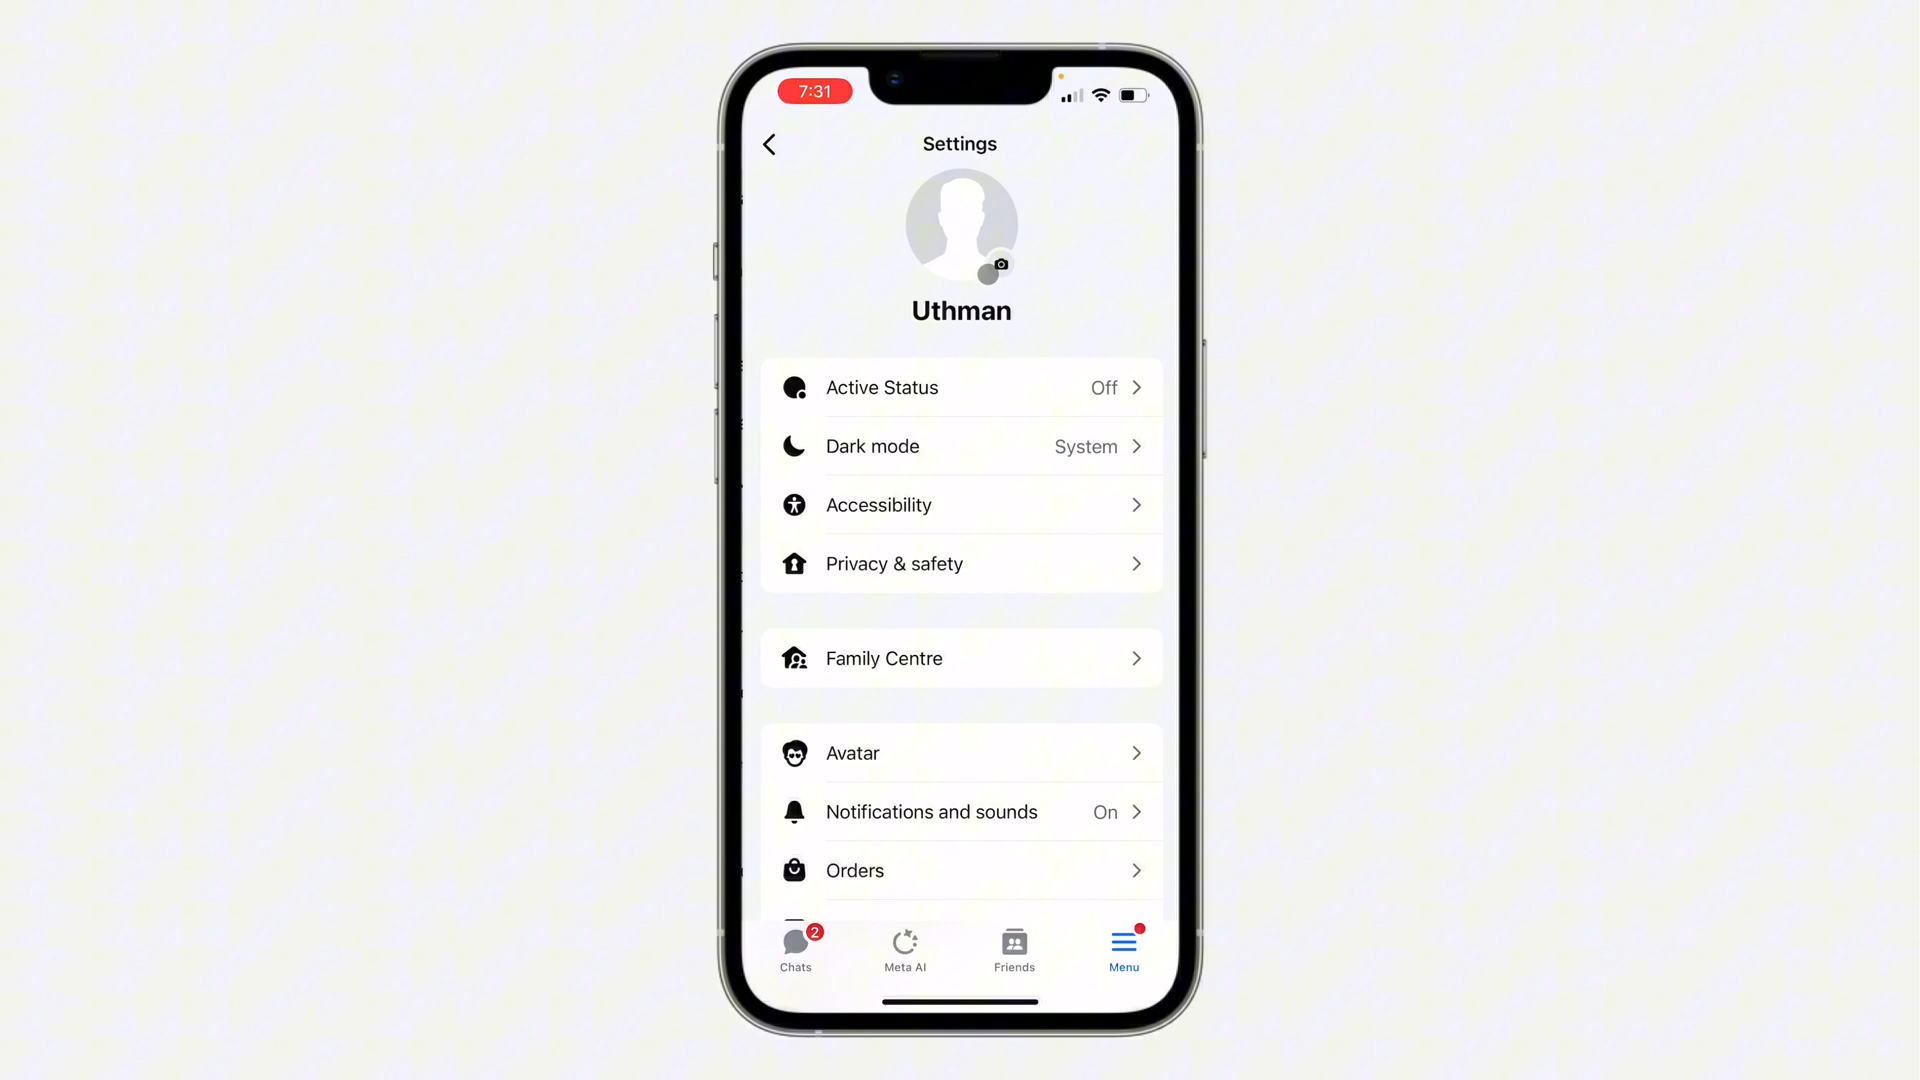 7:31
Settings
Uthman
Active Status Off
Dark mode System
Accessibility
Privacy & safety
Family Centre
Avatar
Notifications and sounds On
Orders
2
Chats Meta AI Friends Menu